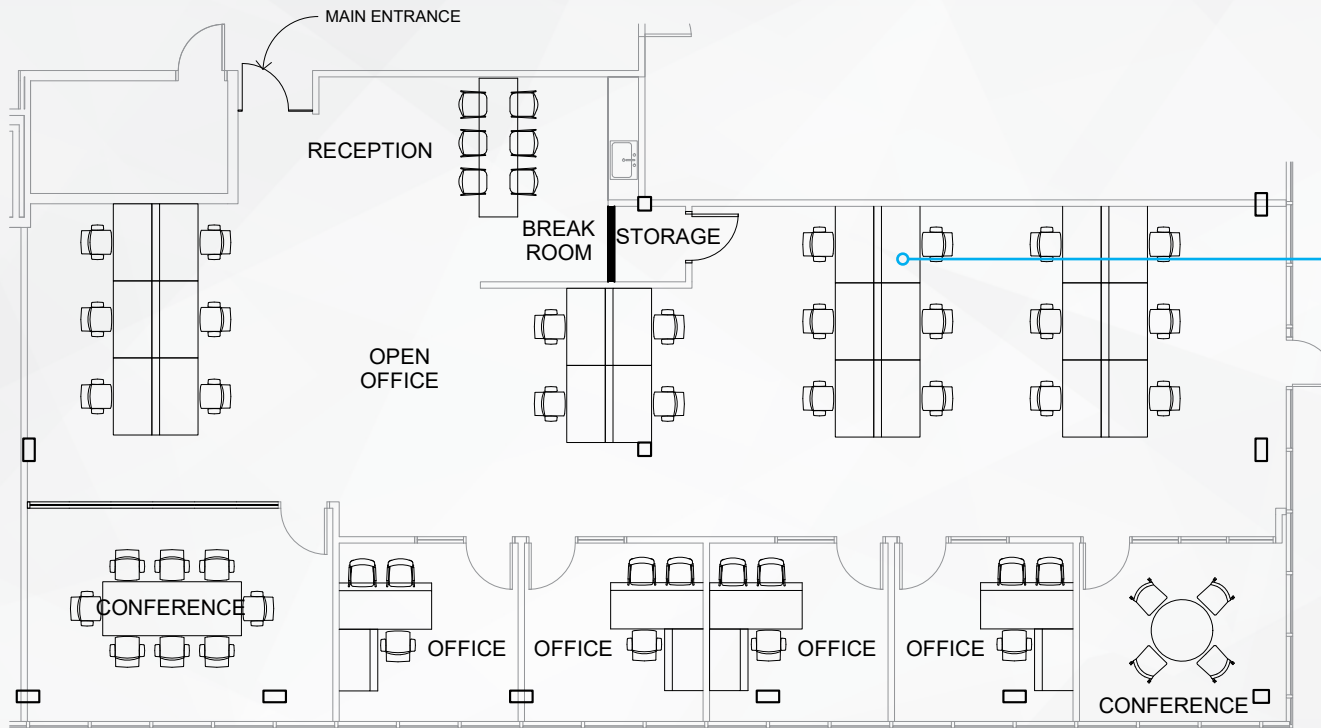 MAIN ENTRANCE
RECEPTION
BREAK
ROOM
STORAGE
OPEN
OFFICE
CONFERENCE
OFFICE
OFFICE
OFFICE
OFFICE
CONFERENCE